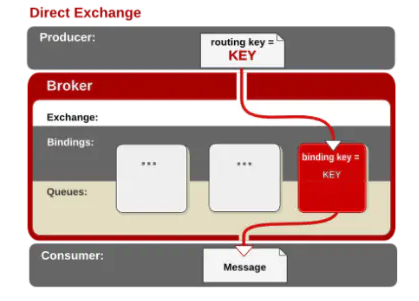 Direct Exchange
Producer:
routing key =
KEY
Broker
Exchange:
Bindings:
...
...
binding key =
KEY
Queues:
Consumer:
Message